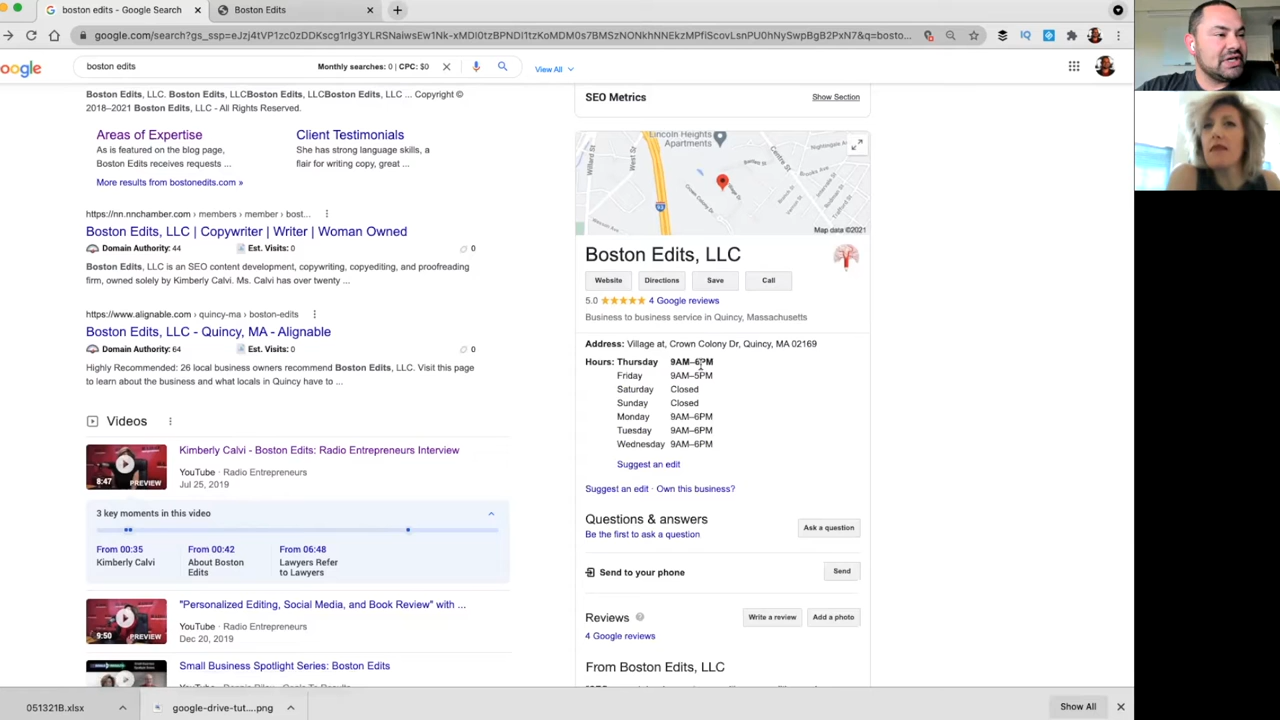 boston edits - Google Search
Boston Edits
google.com/search?gs_ssp=eJzj4tVP1zc0zDDKscg1rIg3YLRSNaiwsEw1Nk-xMDI0tzBPNDHtzKoMDM0s7BMSzNONkhNNEkzMPfiScovLsnPU0hNySwpBgB2PxN7&q=bosto...
oogle
boston edits
Monthly searches: 0 | CPC: $0
View All
Boston Edits, LLC. Boston Edits, LLCBoston Edits, LLCBoston Edits, LLC ... Copyright ©
2018–2021 Boston Edits, LLC - All Rights Reserved.
Areas of Expertise
As is featured on the blog page,
Boston Edits receives requests ...
Client Testimonials
She has strong language skills, a
flair for writing copy, great ...
More results from bostonedits.com »
https://nn.nnchamber.com › members › member › bost...
Boston Edits, LLC | Copywriter | Writer | Woman Owned
Domain Authority: 44
Est. Visits: 0
0
Boston Edits, LLC is an SEO content development, copywriting, copyediting, and proofreading
firm, owned solely by Kimberly Calvi. Ms. Calvi has over twenty ...
https://www.alignable.com › quincy-ma › boston-edits
Boston Edits, LLC - Quincy, MA - Alignable
Domain Authority: 64
Est. Visits: 0
0
Highly Recommended: 26 local business owners recommend Boston Edits, LLC. Visit this page
to learn about the business and what locals in Quincy have to ...
Videos
Kimberly Calvi - Boston Edits: Radio Entrepreneurs Interview
YouTube · Radio Entrepreneurs
Jul 25, 2019
8:47
PREVIEW
3 key moments in this video
From 00:35
Kimberly Calvi
From 00:42
About Boston
Edits
From 06:48
Lawyers Refer
to Lawyers
"Personalized Editing, Social Media, and Book Review" with ...
YouTube · Radio Entrepreneurs
Dec 20, 2019
9:50
PREVIEW
Small Business Spotlight Series: Boston Edits
SEO Metrics
Show Section
Lincoln Heights
Apartments
Map data ©2021
Boston Edits, LLC
Website
Directions
Save
Call
5.0
4 Google reviews
Business to business service in Quincy, Massachusetts
Address: Village at, Crown Colony Dr, Quincy, MA 02169
Hours: Thursday 9AM–6PM
Friday 9AM–5PM
Saturday Closed
Sunday Closed
Monday 9AM–6PM
Tuesday 9AM–6PM
Wednesday 9AM–6PM
Suggest an edit
Suggest an edit · Own this business?
Questions & answers
Be the first to ask a question
Ask a question
Send to your phone
Send
Reviews
Write a review
Add a photo
4 Google reviews
From Boston Edits, LLC
051321B.xlsx
google-drive-tut....png
Show All